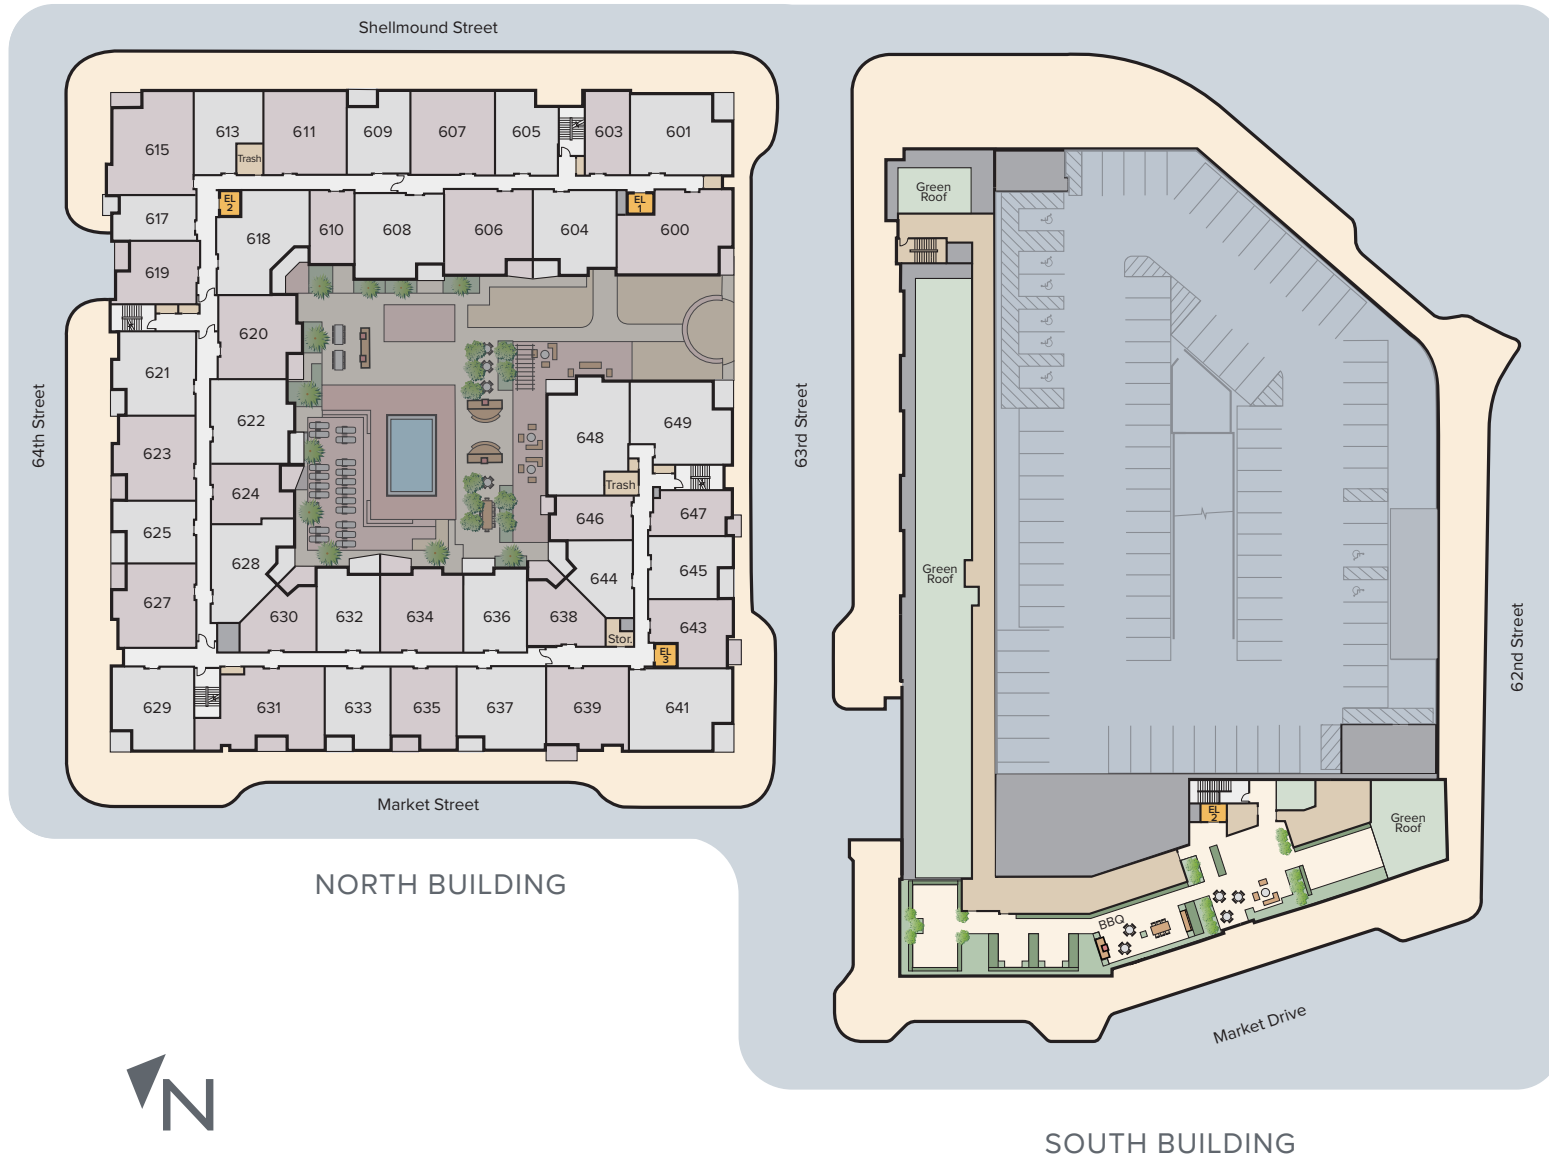 Shellmound Street
615
613
Trash
611
609
607
605
603
601
617
EL
2
618
610
608
606
604
EL
1
600
619
620
621
622
623
624
625
628
627
648
649
Trash
646
647
644
645
630
632
634
636
638
Stor.
643
EL
3
629
631
633
635
637
639
641
64th Street
63rd Street
Market Street
NORTH BUILDING
N
Green
Roof
Green
Roof
62nd Street
EL
2
Green
Roof
BBQ
Market Drive
SOUTH BUILDING